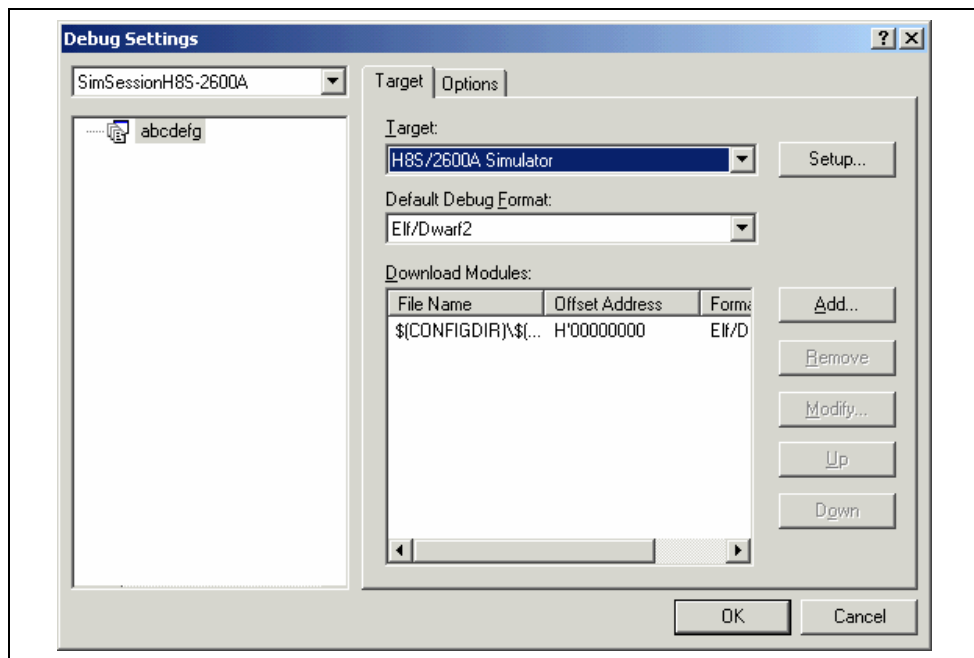 Debug Settings
SimSessionH8S-2600A
abcdefg
Target Options
Target:
H8S/2600A Simulator
Setup...
Default Debug Format:
Elf/Dwarf2
Download Modules:
File Name Offset Address Forma
$(CONFIGDIR)\$(... H'00000000 Elf/D
Add...
Remove
Modify...
Up
Down
OK Cancel